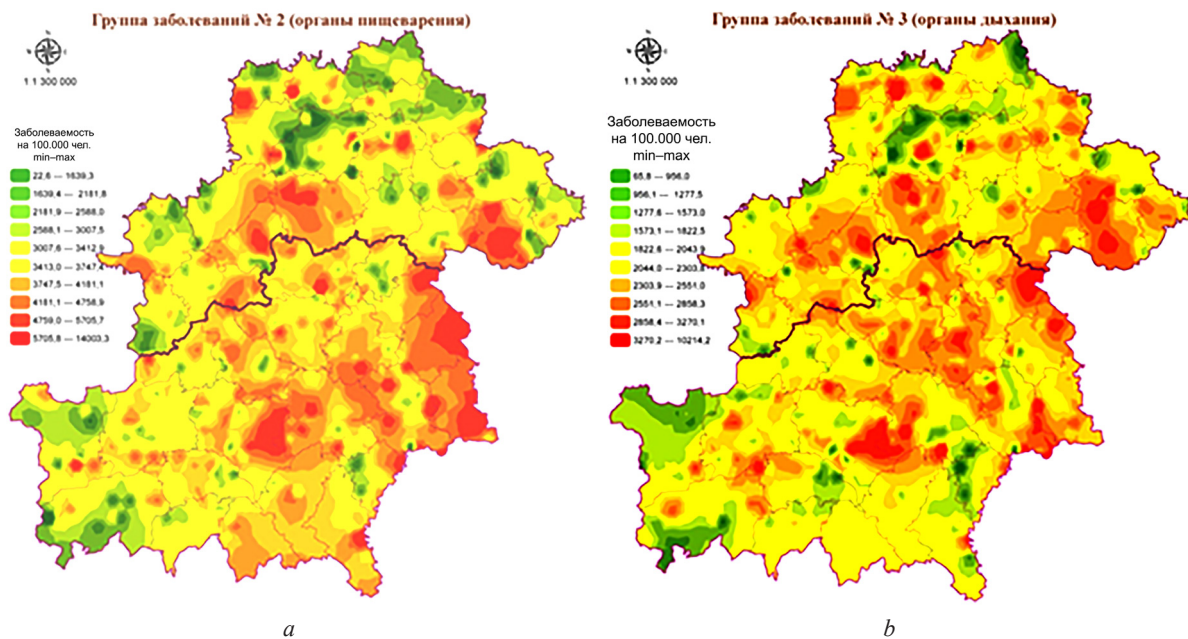 Группа заболеваний № 2 (органы пищеварения)
1:1 300 000
Заболеваемость
на 100.000 чел.
min–max
22,6 — 1639,3
1639,4 — 2181,8
2181,9 — 2588,0
2588,1 — 3007,5
3007,6 — 3412,9
3413,0 — 3747,4
3747,5 — 4181,1
4181,1 — 4758,9
4759,0 — 5705,7
5705,8 — 14003,3
a
Группа заболеваний № 3 (органы дыхания)
1:1 300 000
Заболеваемость
на 100.000 чел.
min–max
65,8 — 956,0
956,1 — 1277,5
1277,6 — 1573,0
1573,1 — 1822,5
1822,6 — 2043,9
2044,0 — 2303,8
2303,9 — 2551,0
2551,1 — 2858,3
2858,4 — 3270,1
3270,2 — 10214,2
b